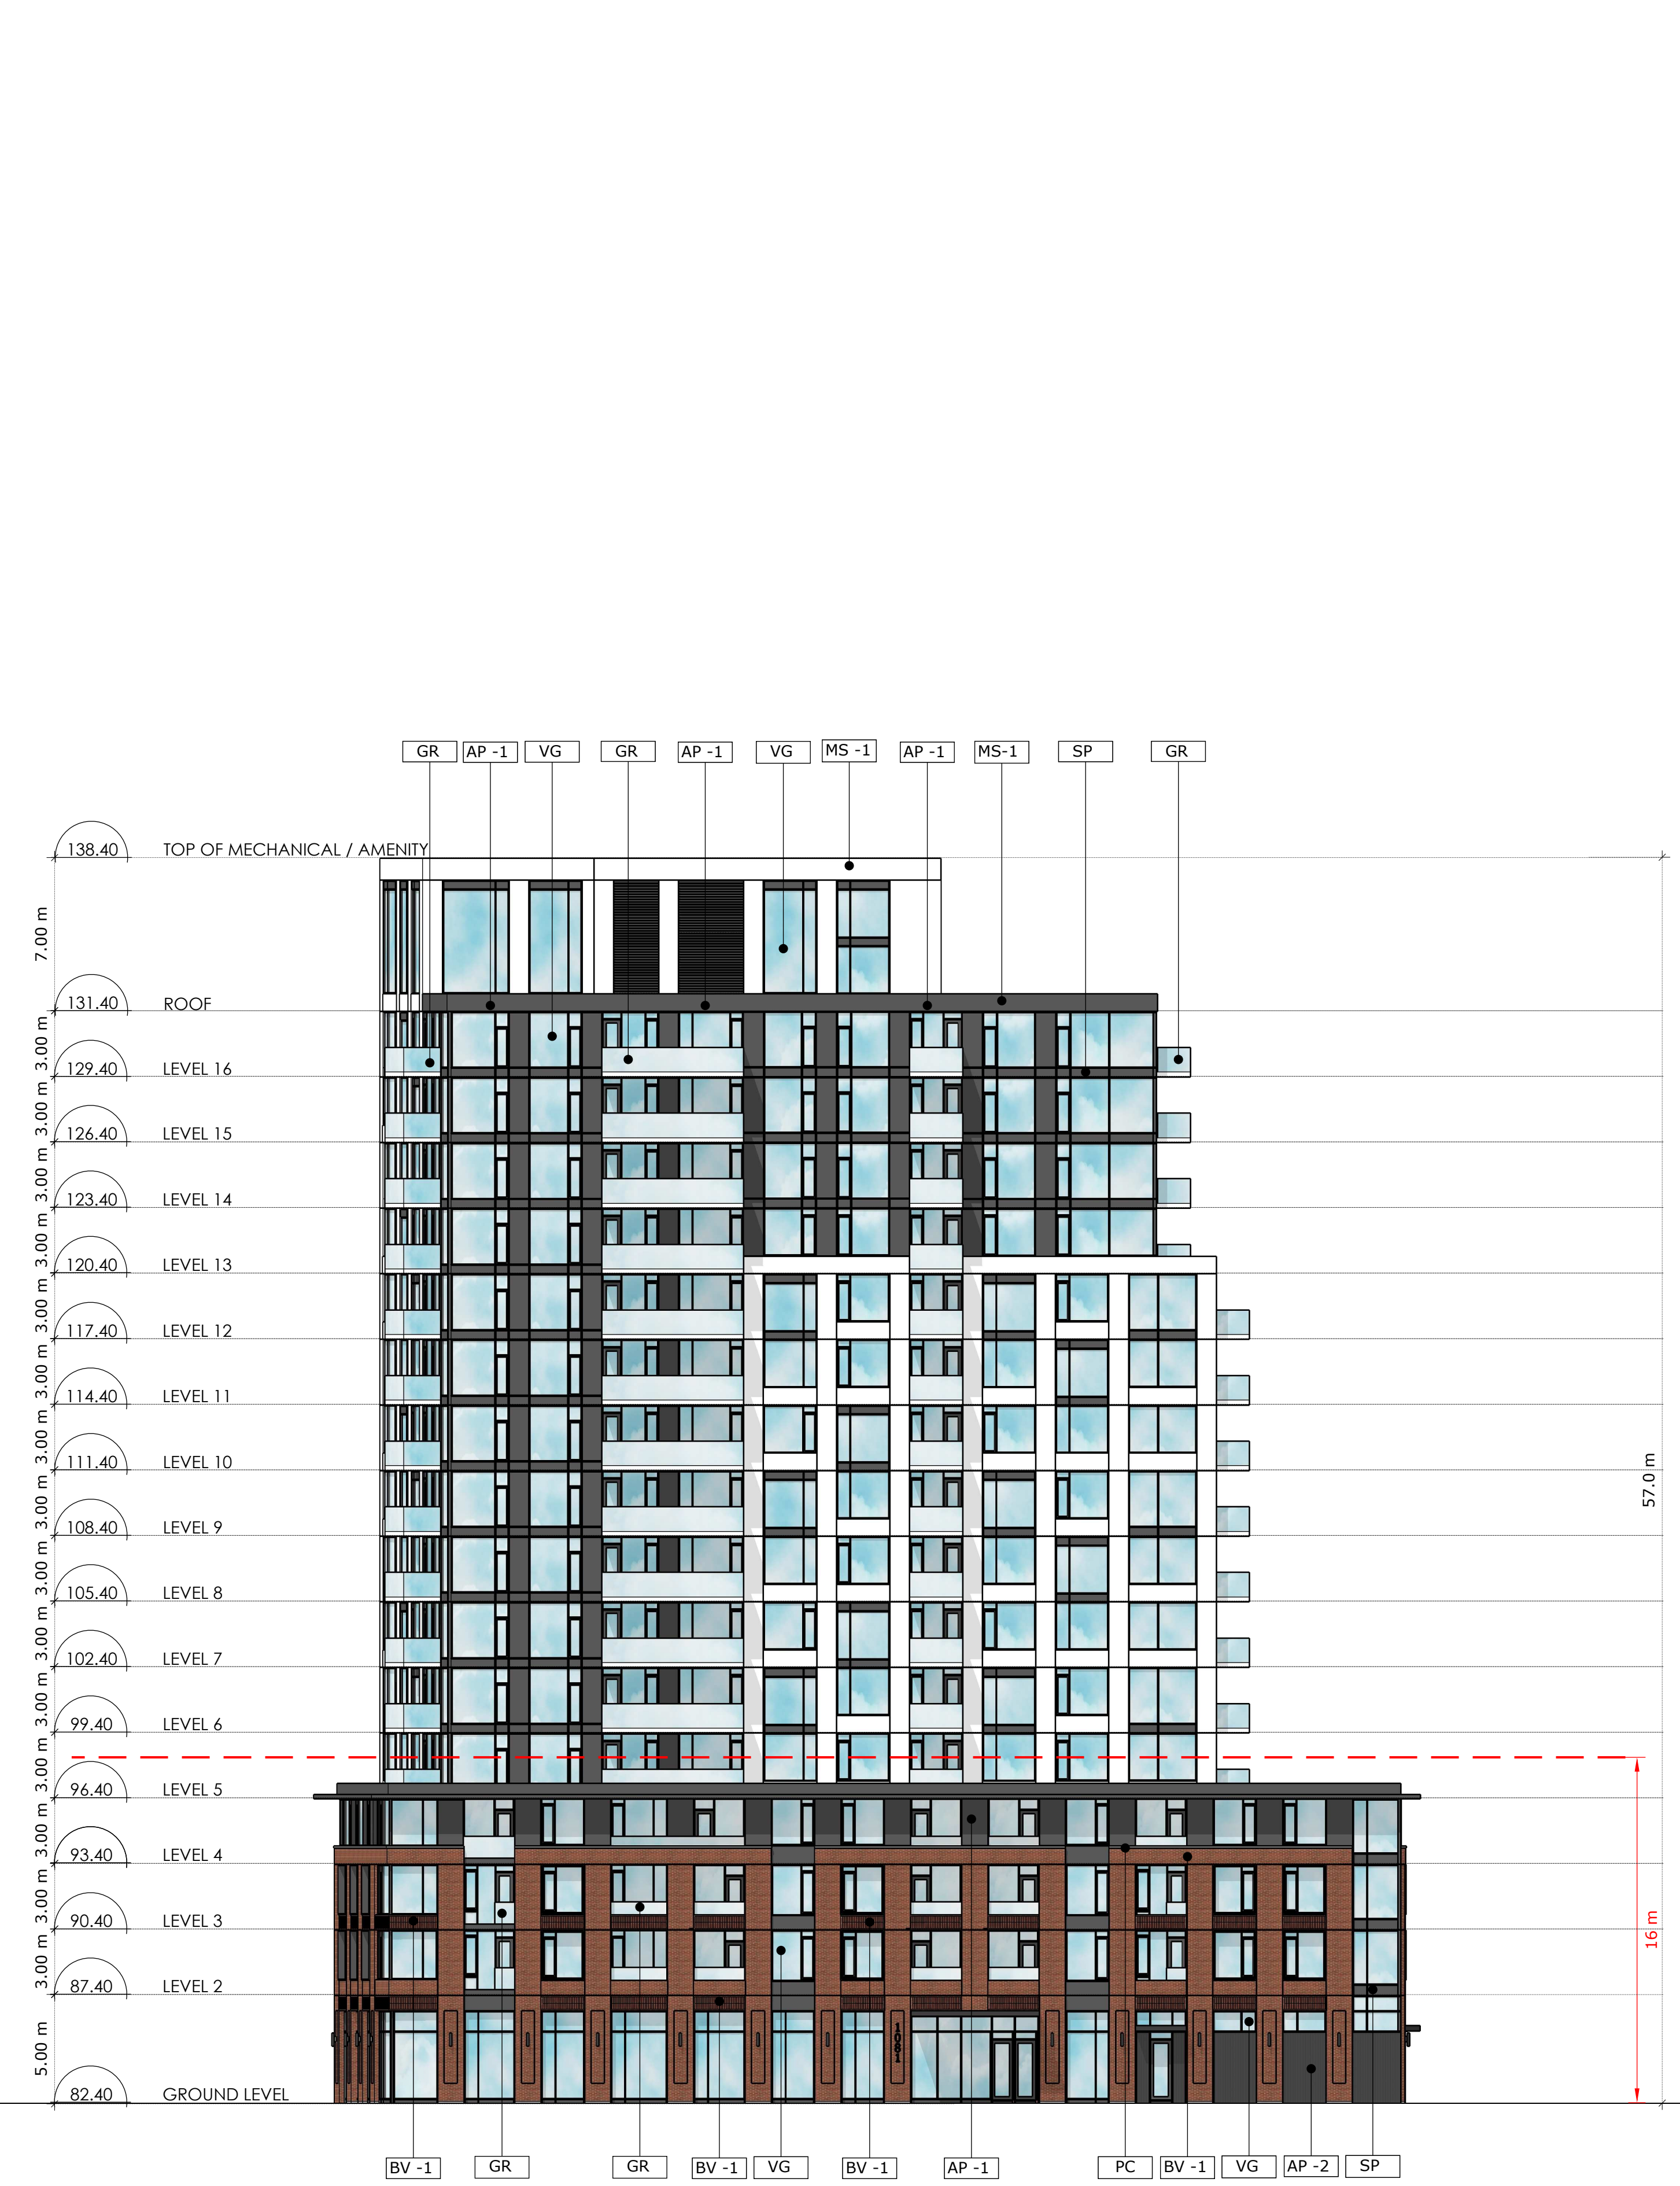 GR AP -1 VG GR AP -1 VG MS -1 AP -1 MS-1 SP GR
138.40 TOP OF MECHANICAL / AMENITY
7.00 m
131.40 ROOF
3.00 m
129.40 LEVEL 16
3.00 m
126.40 LEVEL 15
3.00 m
123.40 LEVEL 14
3.00 m
120.40 LEVEL 13
3.00 m
117.40 LEVEL 12
3.00 m
114.40 LEVEL 11
3.00 m
111.40 LEVEL 10
57.0 m
3.00 m
108.40 LEVEL 9
3.00 m
105.40 LEVEL 8
3.00 m
102.40 LEVEL 7
3.00 m
99.40 LEVEL 6
3.00 m
96.40 LEVEL 5
3.00 m
93.40 LEVEL 4
3.00 m
90.40 LEVEL 3
16 m
3.00 m
87.40 LEVEL 2
1081
5.00 m
82.40 GROUND LEVEL
BV -1 GR GR BV -1 VG BV -1 AP -1 PC BV -1 VG AP -2 SP